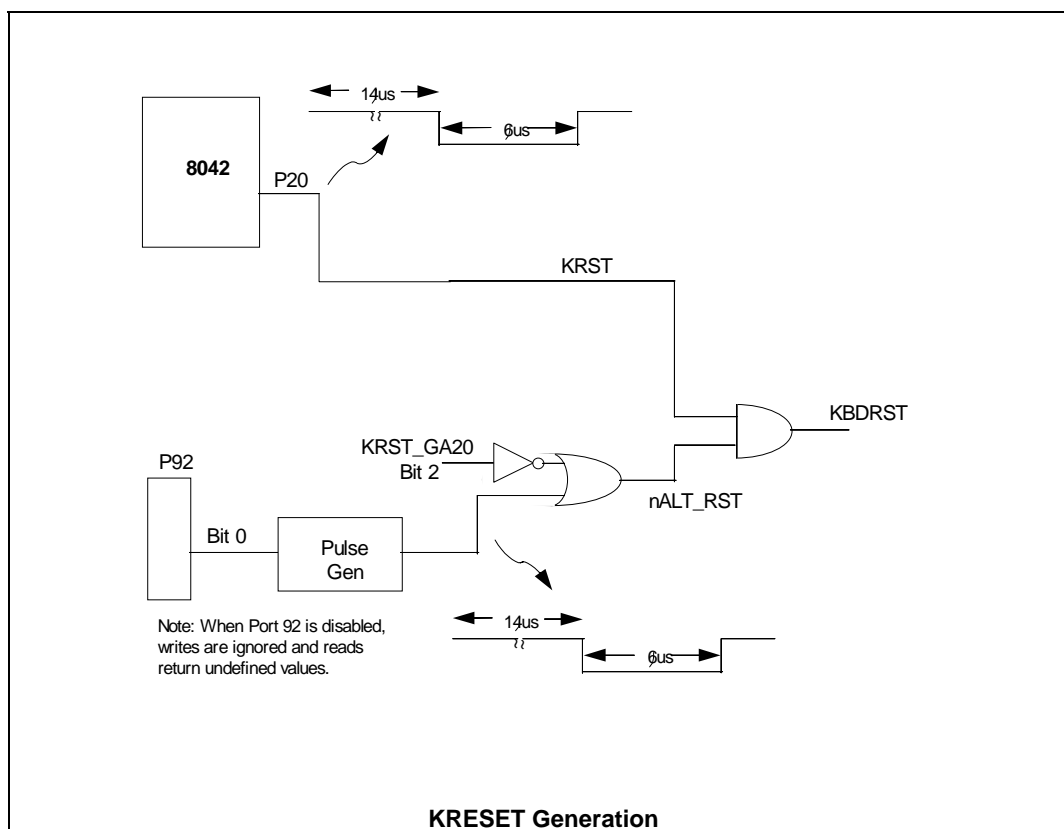 14us
6us
8042
P20
KRST
KBDRST
KRST_GA20
Bit 2
nALT_RST
P92
Bit 0
Pulse
Gen
14us
6us
Note: When Port 92 is disabled,
writes are ignored and reads
return undefined values.
KRESET Generation